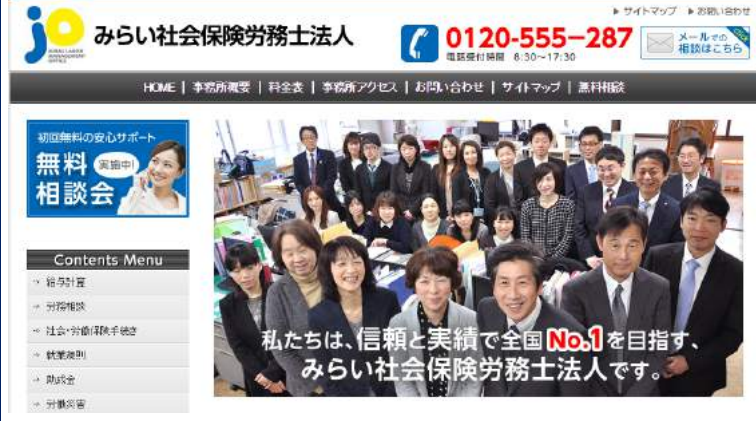 jo
みらい社会保険労務士法人
0120-555-287
電話受付時間 8:30~17:30
▶ サイトマップ ▶ お問い合わせ
メールでの
相談はこちら
HOME | 事務所概要 | 料金表 | 事務所アクセス | お問い合わせ | サイトマップ | 無料相談
初回無料の安心サポート
無料
実施中!
相談会
Contents Menu
給与計算
労務相談
社会・労働保険手続き
就業規則
助成金
労働災害
私たちは、信頼と実績で全国No.1を目指す、
みらい社会保険労務士法人です。